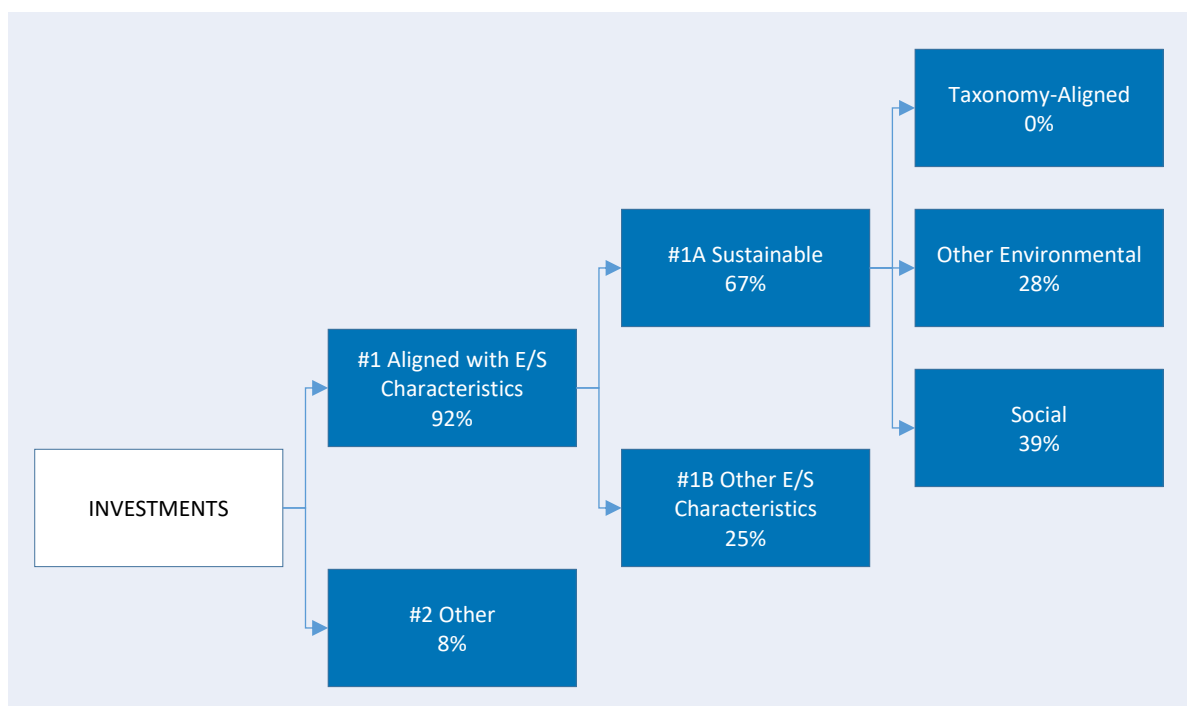 INVESTMENTS
#1 Aligned with E/S
Characteristics
92%
#2 Other
8%
#1A Sustainable
67%
#1B Other E/S
Characteristics
25%
Taxonomy-Aligned
0%
Other Environmental
28%
Social
39%